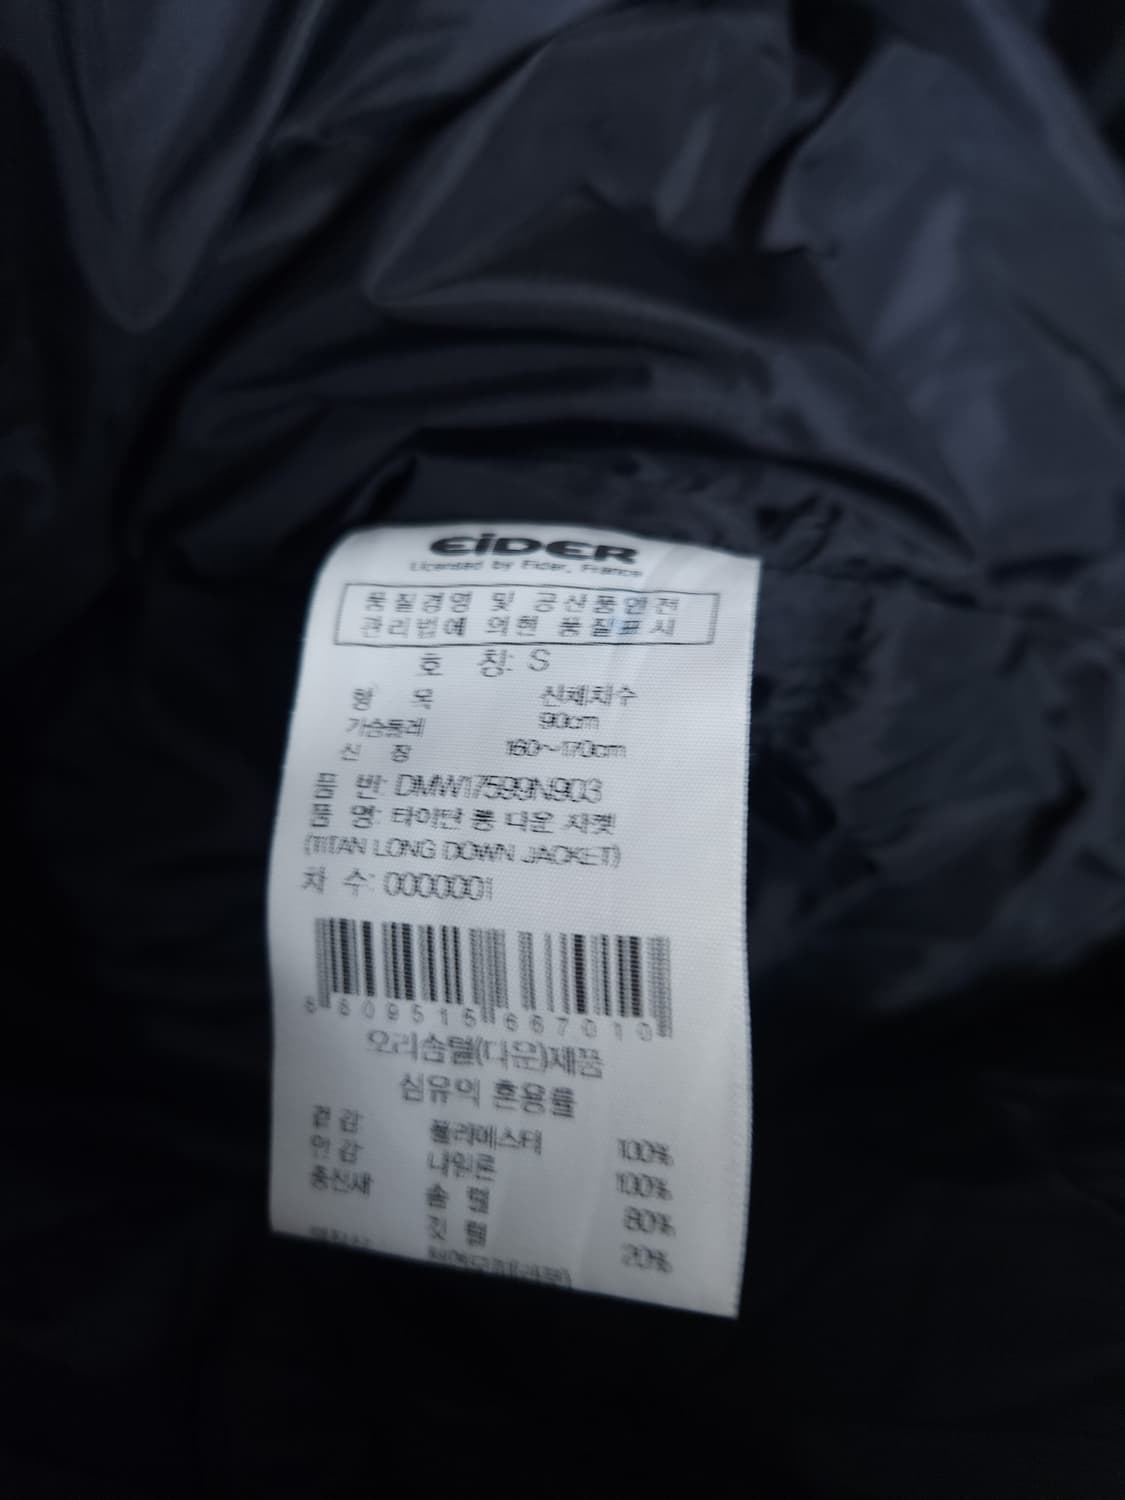 EiDER
Licensed by Eider, France
품질경영 및 공산품안전
관리법에 의한 품질표시
호 칭: S
항 목 신체치수
가슴둘레 90cm
신 장 160~170cm
품 번: DMW17599N903
품 명: 타이탄 롱 다운 자켓
(TITAN LONG DOWN JACKET)
차 수: 0000001
오리솜털(다운)제품
섬유의 혼용률
겉감 폴리에스터 100%
안감 나일론 100%
충전재 솜 털 80%
깃 털 20%